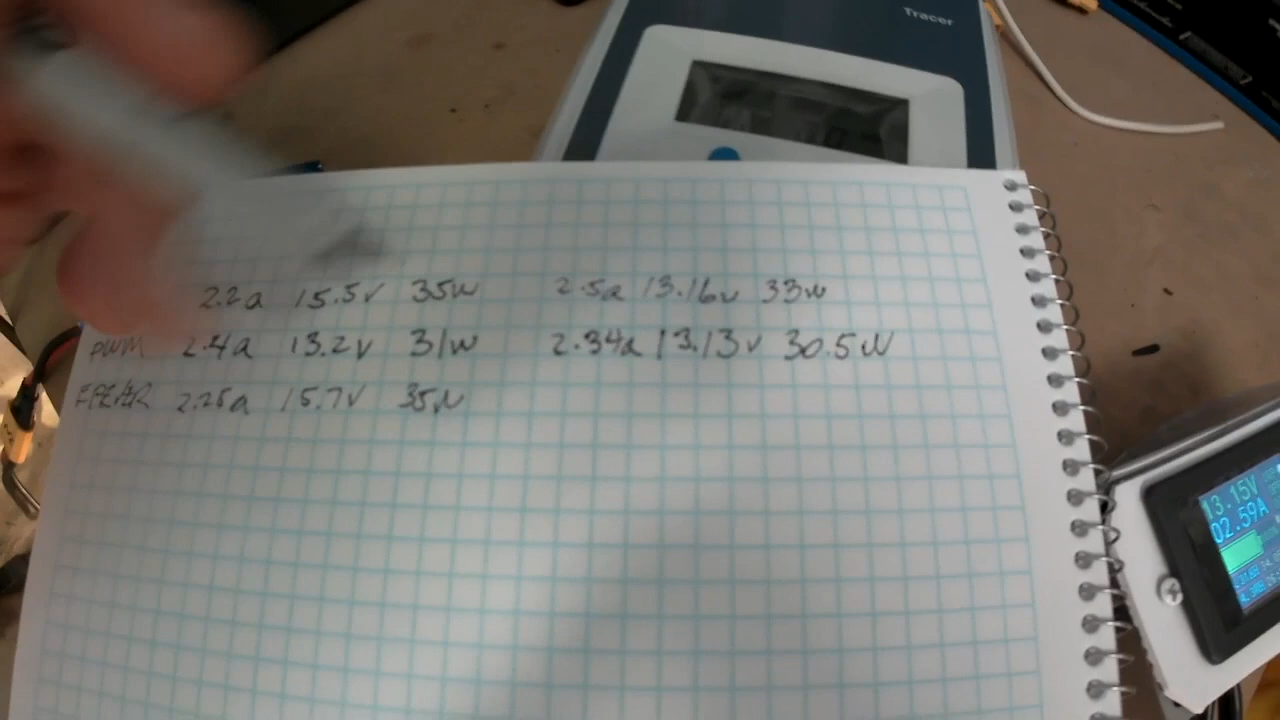 Tracer
2.2a 15.5v 35w 2.5a 13.16v 33w
PWM 2.4a 13.2v 31w 2.34a 13.13v 30.5W
EPEVER 2.25a 15.7v 35W
13.15V
02.59A